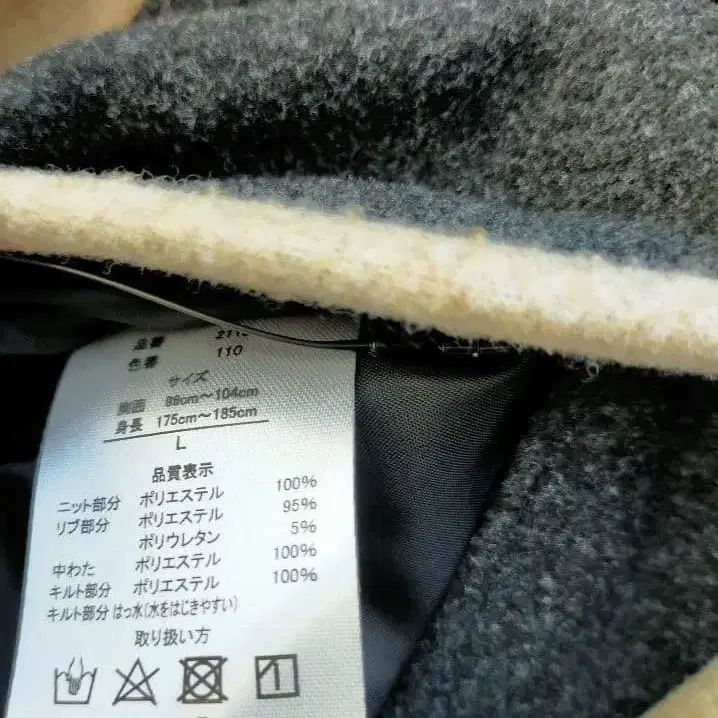 品番 211
色番 110
サイズ
胸囲 96cm～104cm
身長 175cm～185cm
L
品質表示
ニット部分 ポリエステル 100%
リブ部分 ポリエステル 95%
ポリウレタン 5%
中わた ポリエステル 100%
キルト部分 ポリエステル 100%
キルト部分 はっ水(水をはじきやすい)
取り扱い方